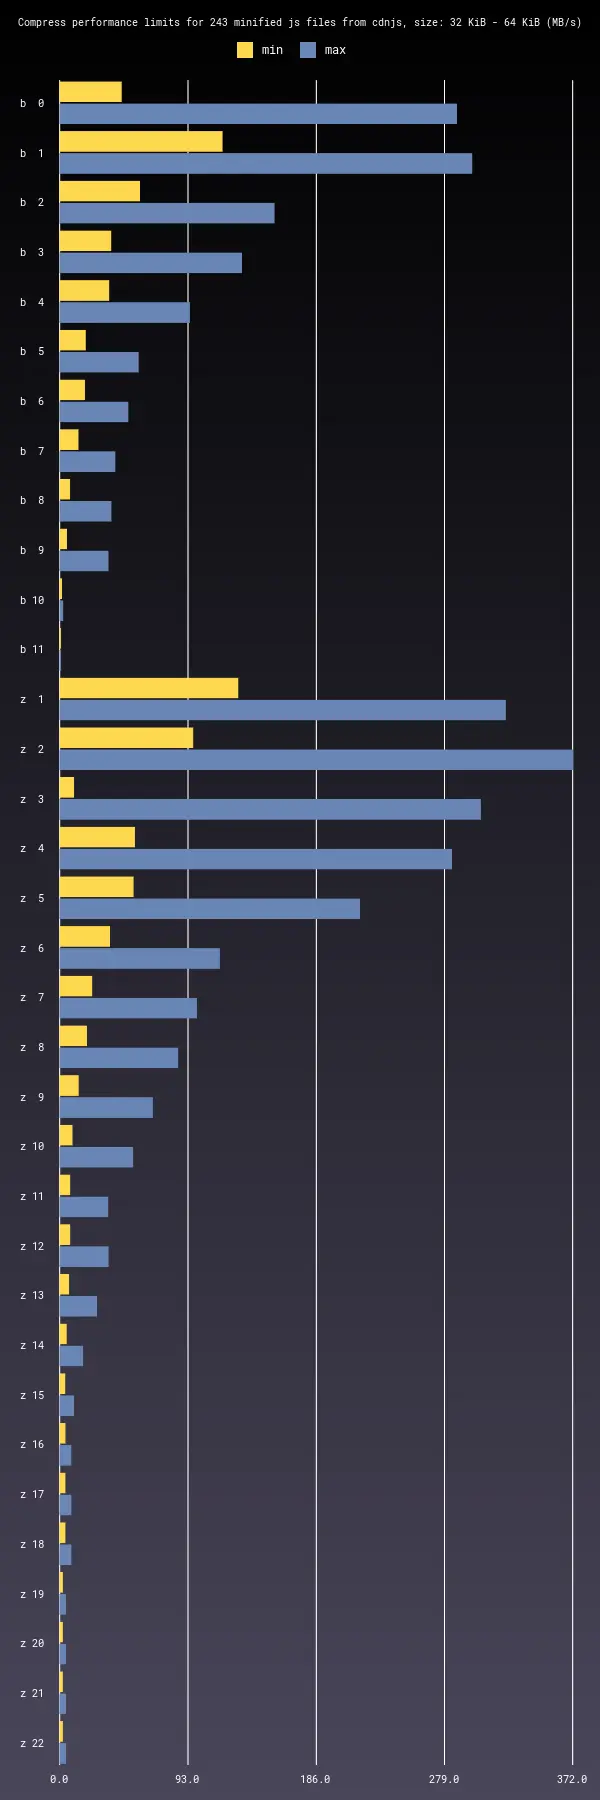 Compress performance limits for 243 minified js files from cdnjs, size: 32 KiB - 64 KiB (MB/s)
min max
b 0
b 1
b 2
b 3
b 4
b 5
b 6
b 7
b 8
b 9
b 10
b 11
z 1
z 2
z 3
z 4
z 5
z 6
z 7
z 8
z 9
z 10
z 11
z 12
z 13
z 14
z 15
z 16
z 17
z 18
z 19
z 20
z 21
z 22
0.0 93.0 186.0 279.0 372.0